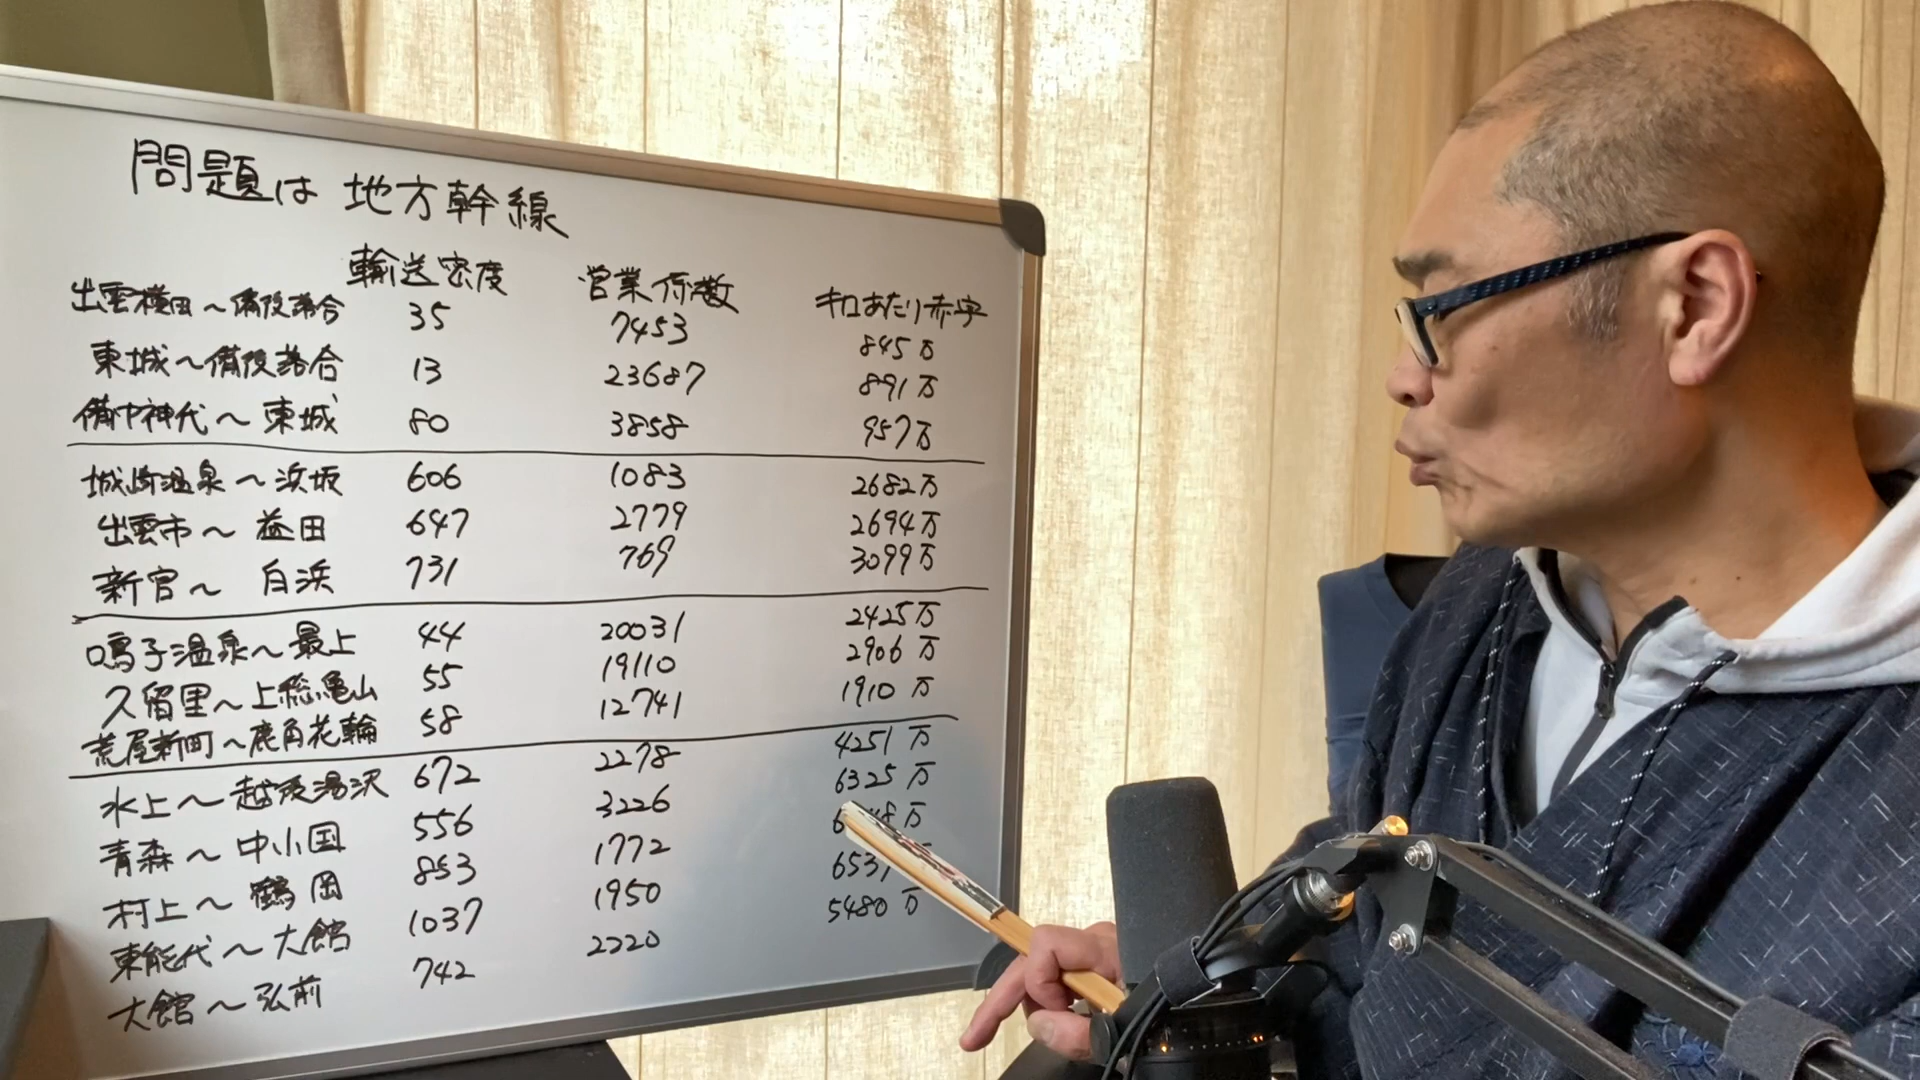 問題は 地方幹線
輸送密度 営業係数 キロあたり赤字
出雲横田～備後落合 35 7453 845万
東城～備後落合 13 23687 891万
備中神代～東城 80 3858 957万
城崎温泉～浜坂 606 1083 2682万
出雲市～益田 647 2779 2694万
新宮～白浜 731 769 3099万
鳴子温泉～最上 44 20031 2425万
久留里～上総亀山 55 19110 2906万
荒屋新町～鹿角花輪 58 12741 1910万
水上～越後湯沢 672 2278 4251万
青森～中小国 556 3226 6325万
村上～鶴岡 853 1772 万
東能代～大館 1037 1950
大館～弘前 742 2220 5480万